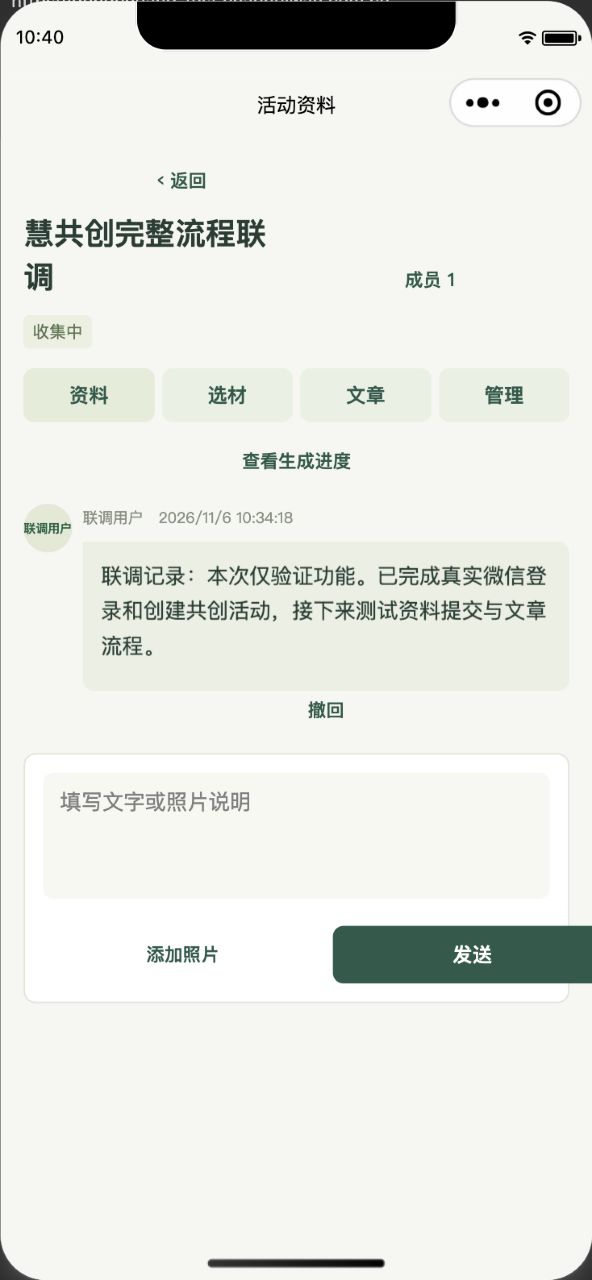 10:40
活动资料
< 返回
慧共创完整流程联
调
成员 1
收集中
资料 选材 文章 管理
查看生成进度
联调用户
联调用户 2026/11/6 10:34:18
联调记录：本次仅验证功能。已完成真实微信登
录和创建共创活动，接下来测试资料提交与文章
流程。
撤回
填写文字或照片说明
添加照片 发送